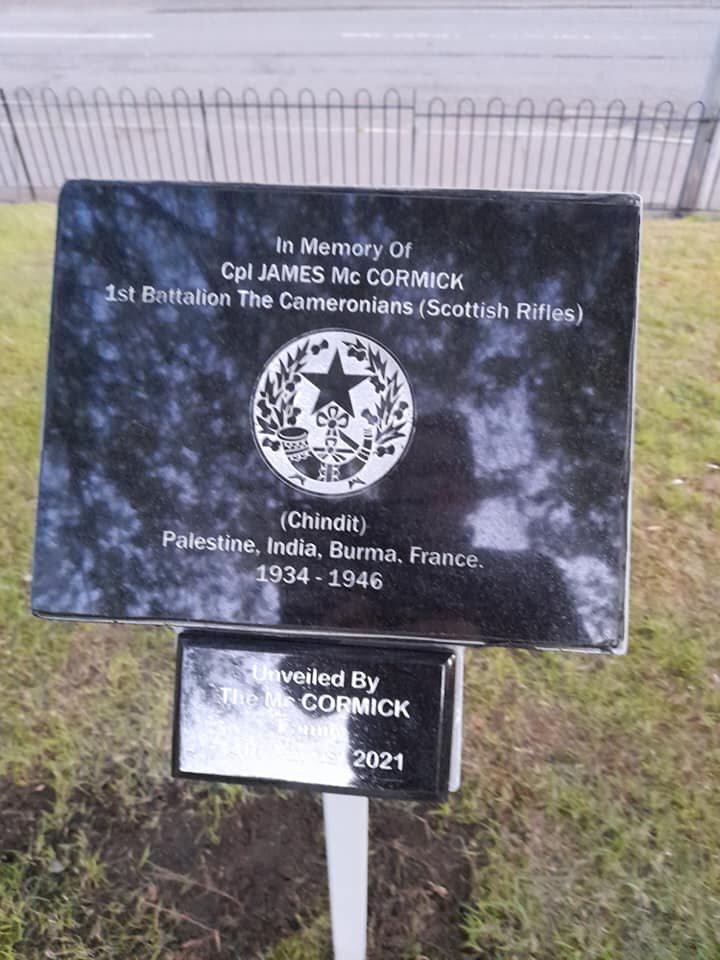 In Memory Of
Cpl JAMES Mc CORMICK
1st Battalion The Cameronians (Scottish Rifles)
(Chindit)
Palestine, India, Burma, France.
1934 - 1946
Unveiled By
The Mc CORMICK
Family
2021